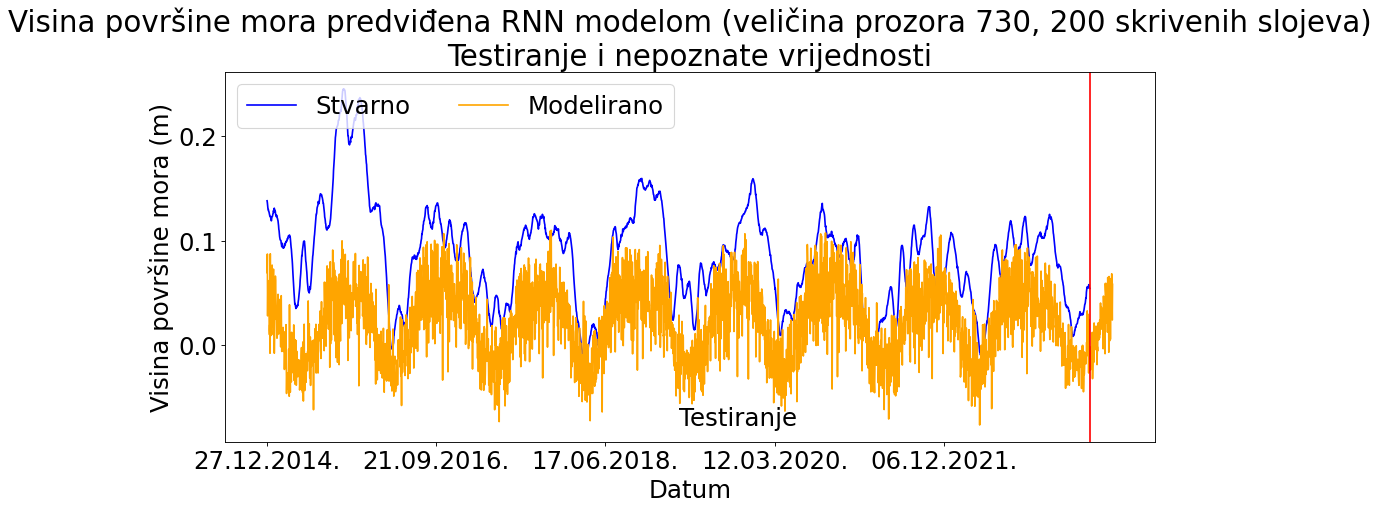 Visina površine mora predviđena RNN modelom (veličina prozora 730, 200 skrivenih slojeva)
Testiranje i nepoznate vrijednosti
Stvarno
Modelirano
Visina površine mora (m)
0.2
0.1
0.0
Testiranje
27.12.2014.
21.09.2016.
17.06.2018.
12.03.2020.
06.12.2021.
Datum